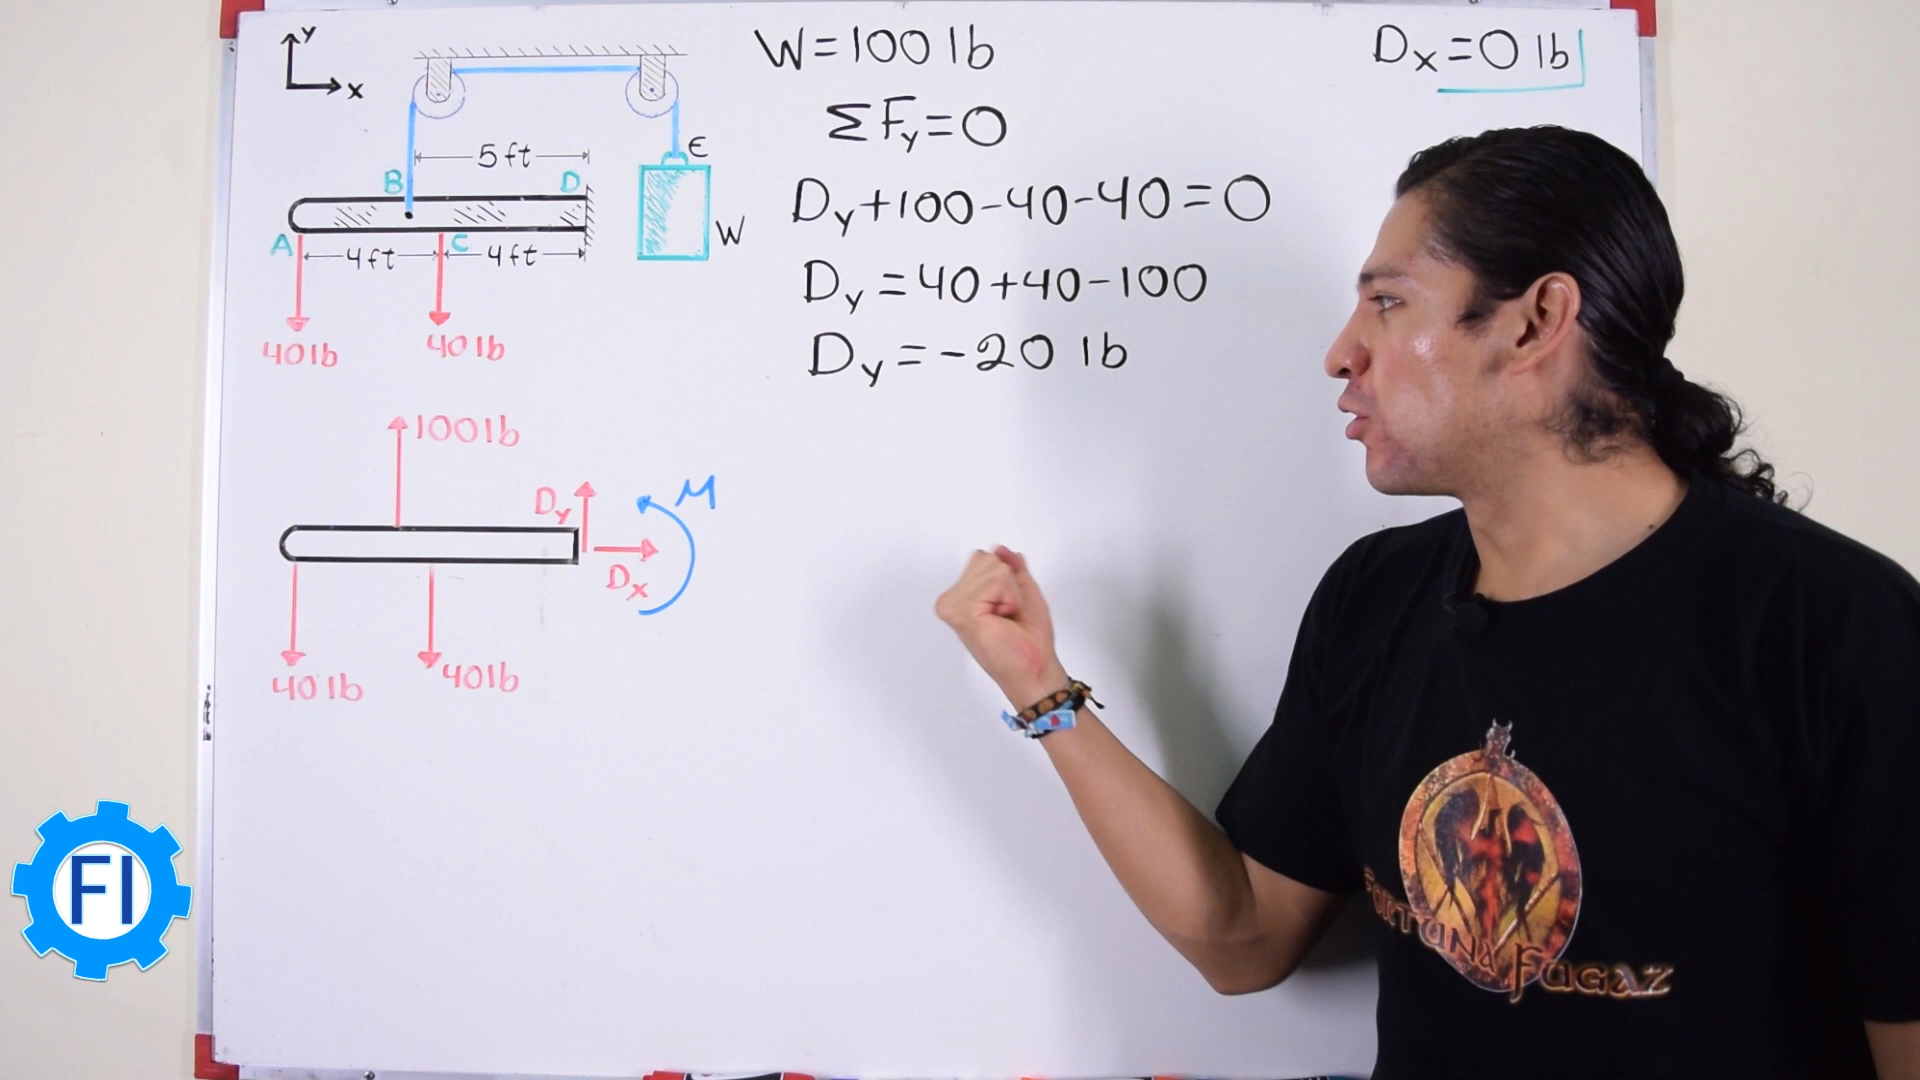 Y
x
W=100 lb
Dx=0 lb
ΣFy=0
5 ft
E
B
D
Dy+100-40-40=0
A
C
W
4 ft
4 ft
Dy=40+40-100
40 lb
40 lb
Dy=-20 lb
100 lb
Dy
M
Dx
40 lb
40 lb
FI
FORTUNA FUGAZ